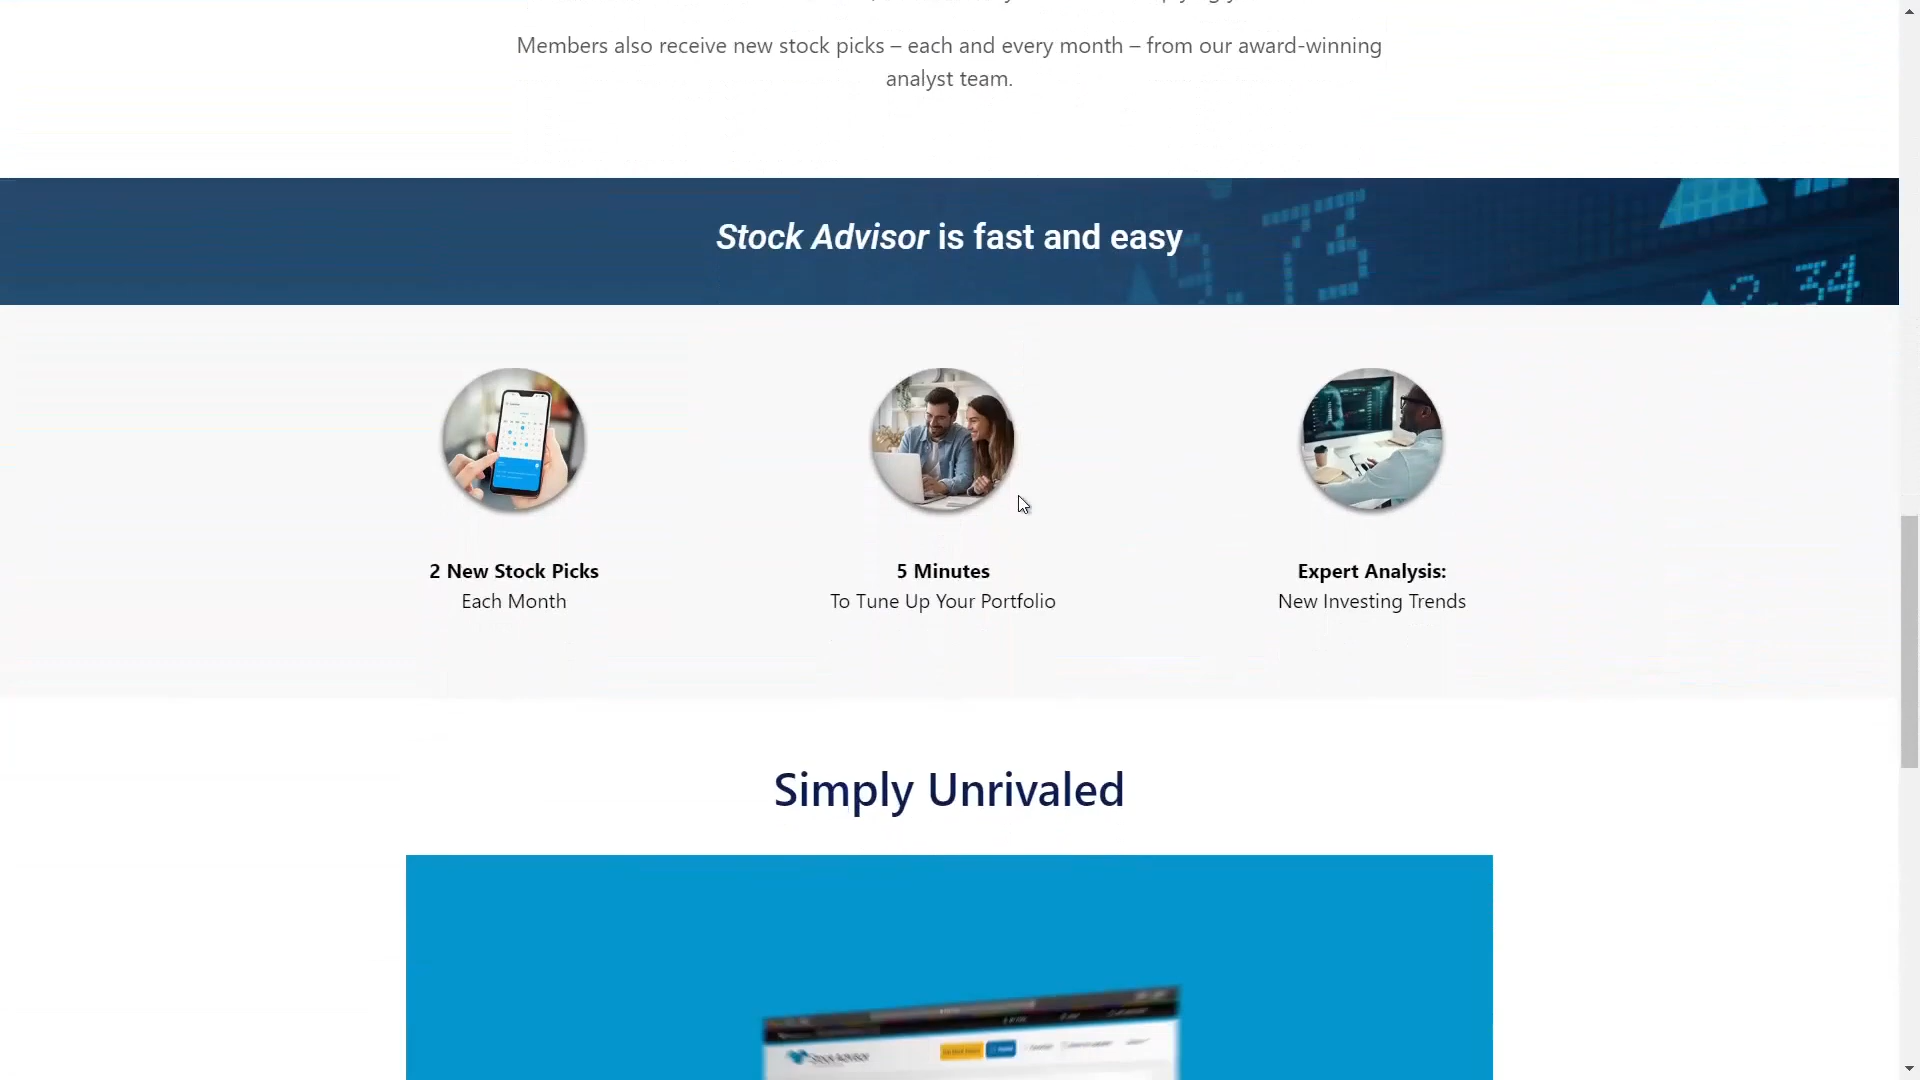 Members also receive new stock picks – each and every month – from our award-winning
analyst team.
Stock Advisor is fast and easy
2 New Stock Picks
Each Month
5 Minutes
To Tune Up Your Portfolio
Expert Analysis:
New Investing Trends
Simply Unrivaled
Stock Advisor